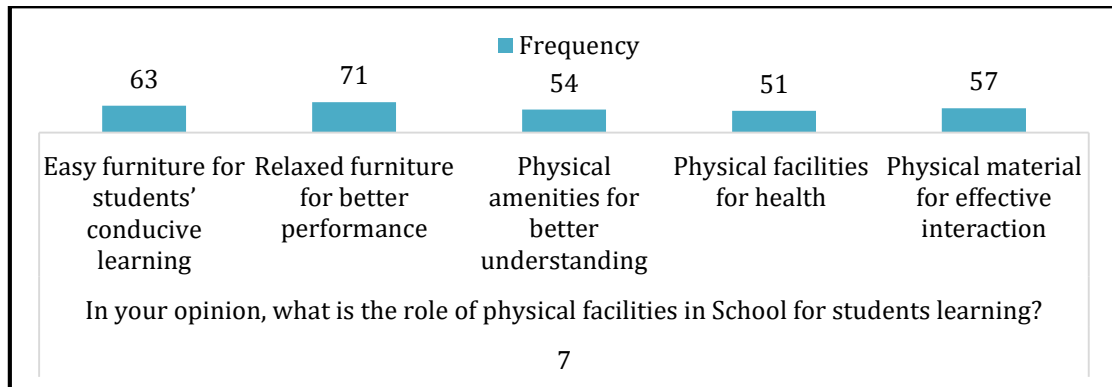 Frequency
63
71
54
51
57
Easy furniture for
students’
conducive
learning
Relaxed furniture
for better
performance
Physical
amenities for
better
understanding
Physical facilities
for health
Physical material
for effective
interaction
In your opinion, what is the role of physical facilities in School for students learning?
7